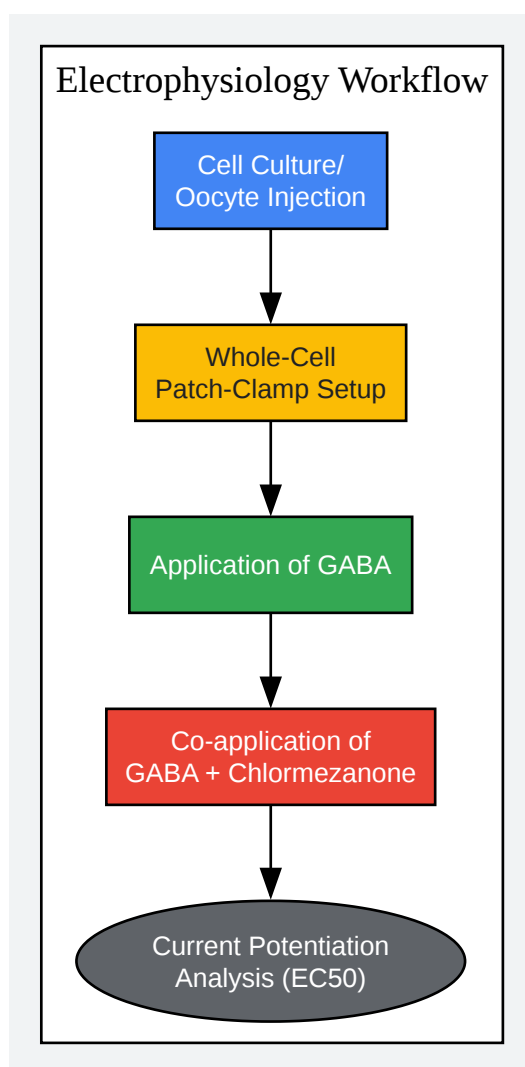 Electrophysiology Workflow
Cell Culture/
Oocyte Injection
Whole-Cell
Patch-Clamp Setup
Application of GABA
Co-application of
GABA + Chlormezanone
Current Potentiation
Analysis (EC50)